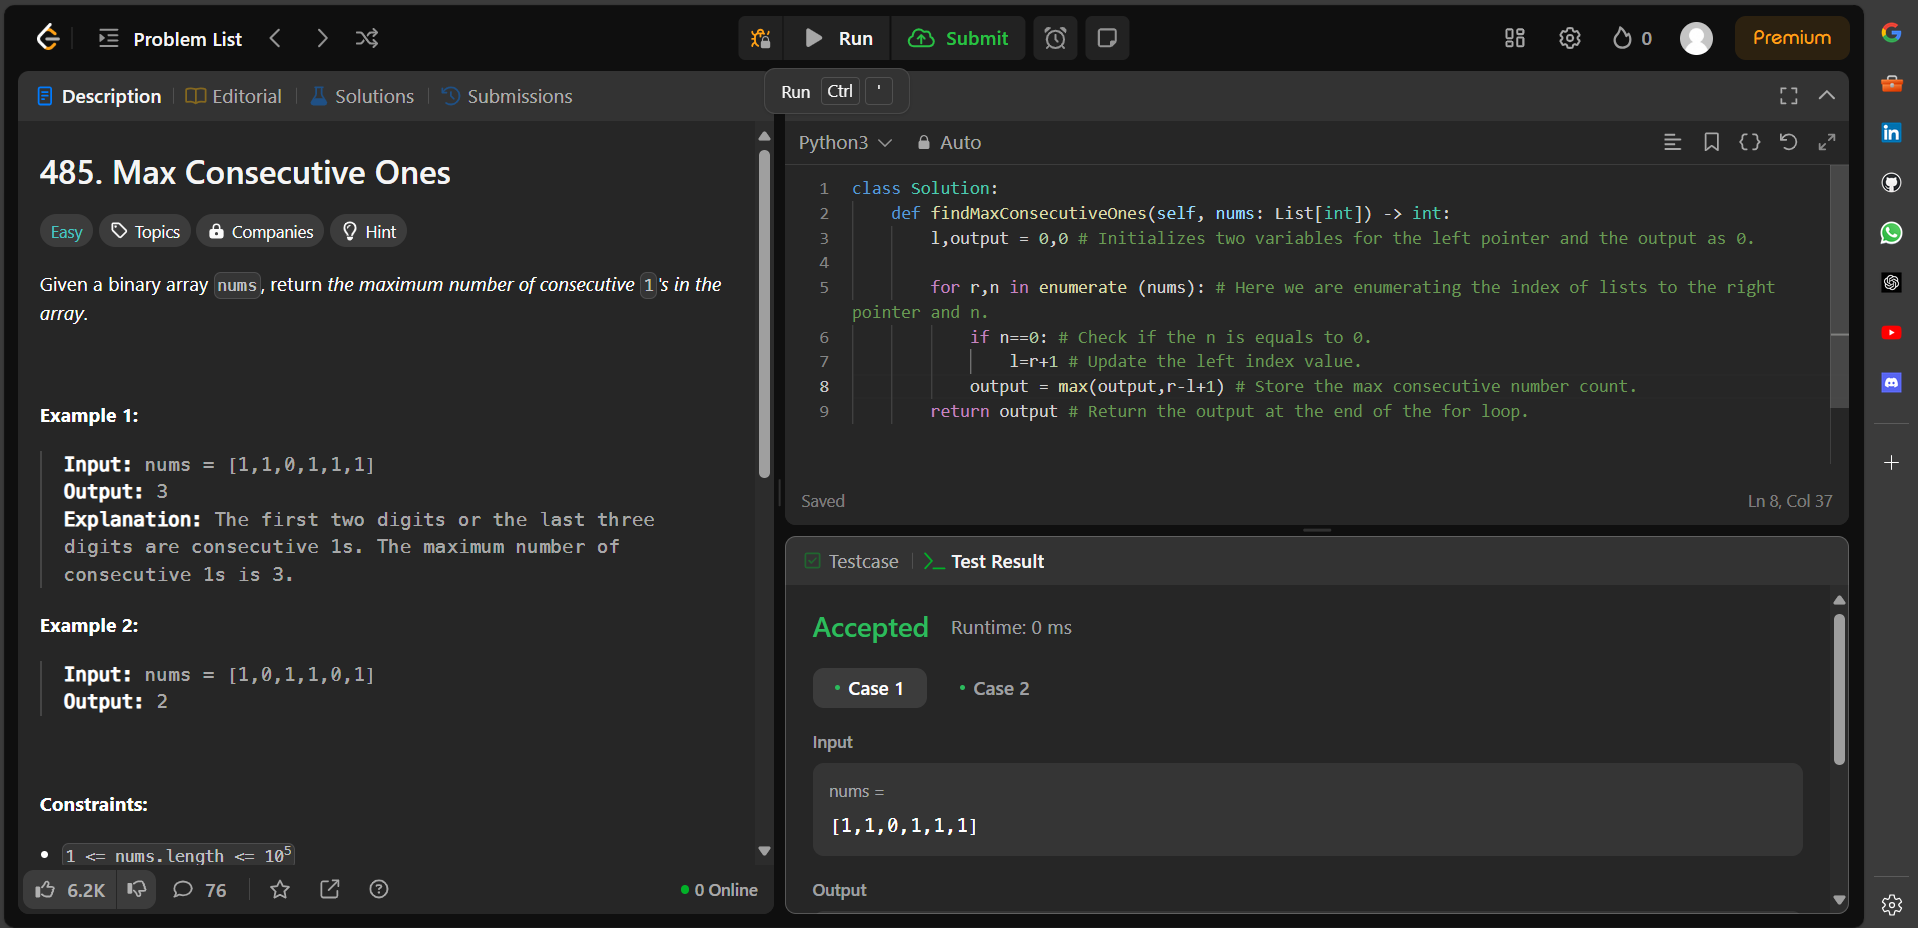 Problem List
Run
Submit
0
Premium
Description
Editorial
Solutions
Submissions
Run Ctrl '
485. Max Consecutive Ones
Easy
Topics
Companies
Hint
Given a binary array nums, return the maximum number of consecutive 1's in the
array.
Example 1:
Input: nums = [1,1,0,1,1,1]
Output: 3
Explanation: The first two digits or the last three
digits are consecutive 1s. The maximum number of
consecutive 1s is 3.
Example 2:
Input: nums = [1,0,1,1,0,1]
Output: 2
Constraints:
1 <= nums.length <= 10⁵
6.2K
76
0 Online
Python3
Auto
1 class Solution:
2 def findMaxConsecutiveOnes(self, nums: List[int]) -> int:
3 l,output = 0,0 # Initializes two variables for the left pointer and the output as 0.
4
5 for r,n in enumerate (nums): # Here we are enumerating the index of lists to the right
pointer and n.
6 if n==0: # Check if the n is equals to 0.
7 l=r+1 # Update the left index value.
8 output = max(output,r-l+1) # Store the max consecutive number count.
9 return output # Return the output at the end of the for loop.
Saved
Ln 8, Col 37
Testcase
Test Result
Accepted
Runtime: 0 ms
Case 1
Case 2
Input
nums =
[1,1,0,1,1,1]
Output
in